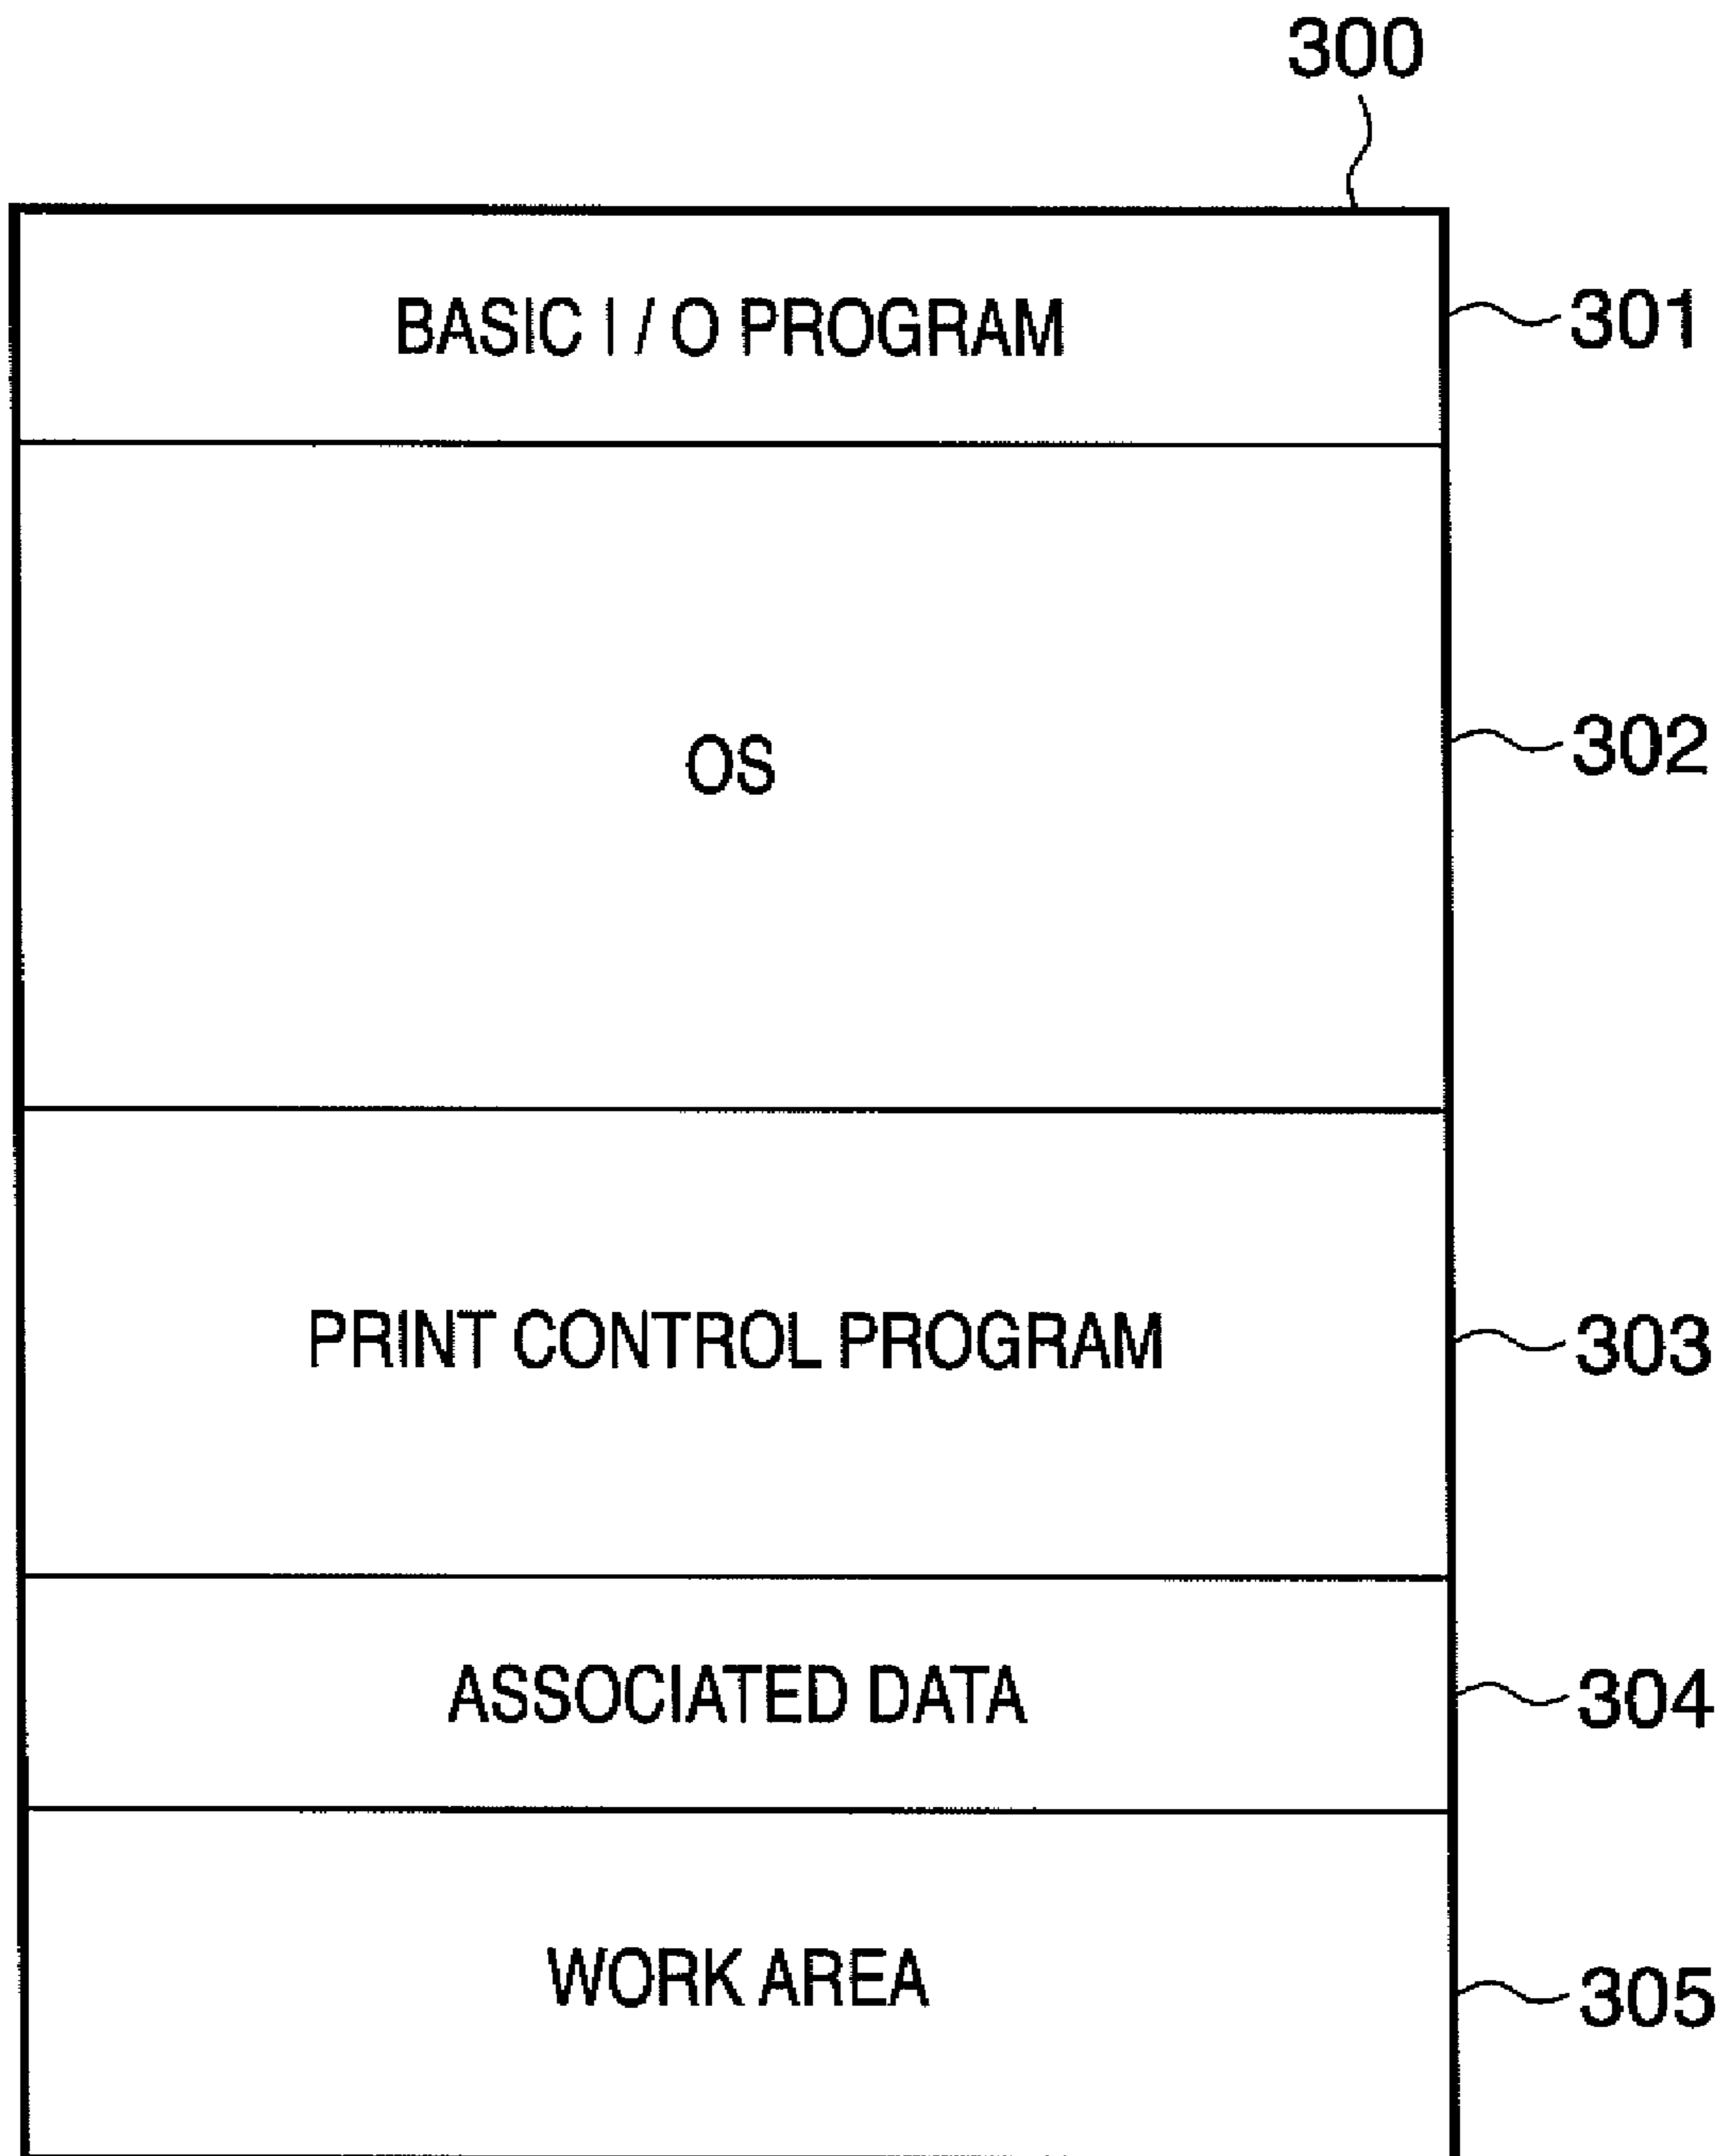 300
BASIC I / O PROGRAM
301
OS
302
PRINT CONTROL PROGRAM
303
ASSOCIATED DATA
304
WORK AREA
305